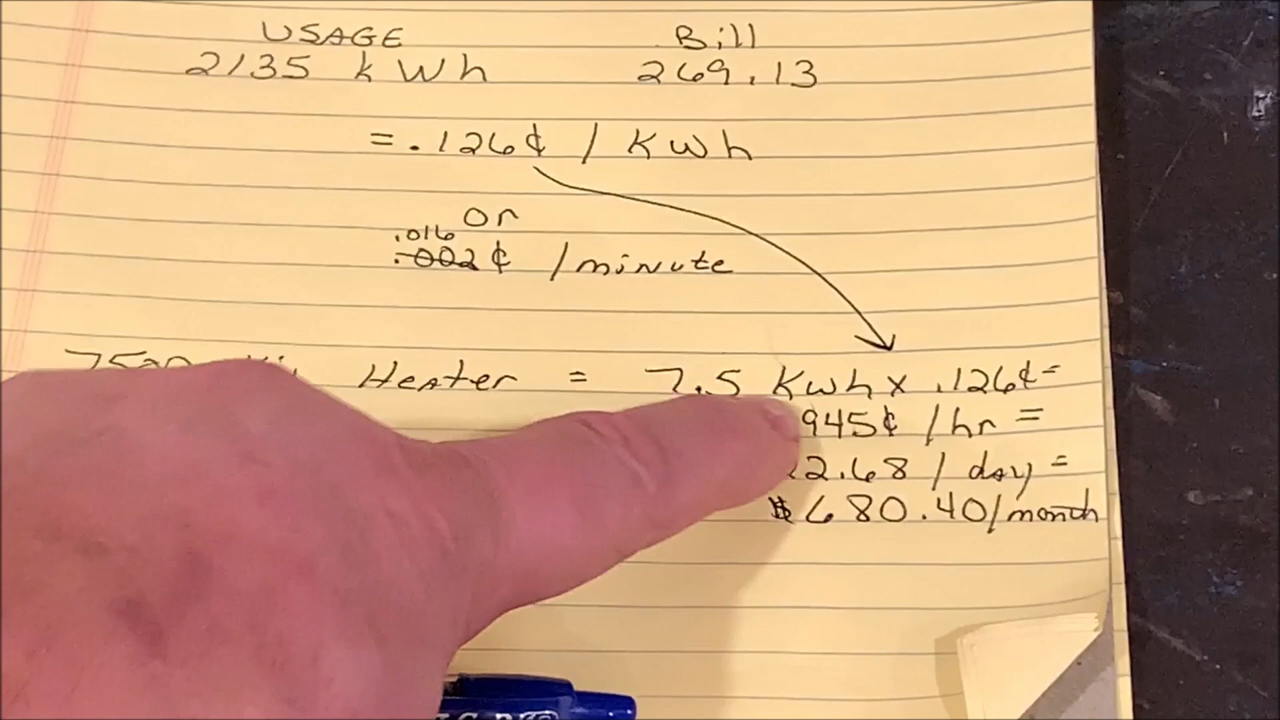 USAGE Bill
2135 kWh 269.13
= .126¢ / Kwh
or
.016
.002¢ / minute
Heater = 7.5 Kwh x .126¢=
945¢ / hr =
2.68 / day =
$680.40/month